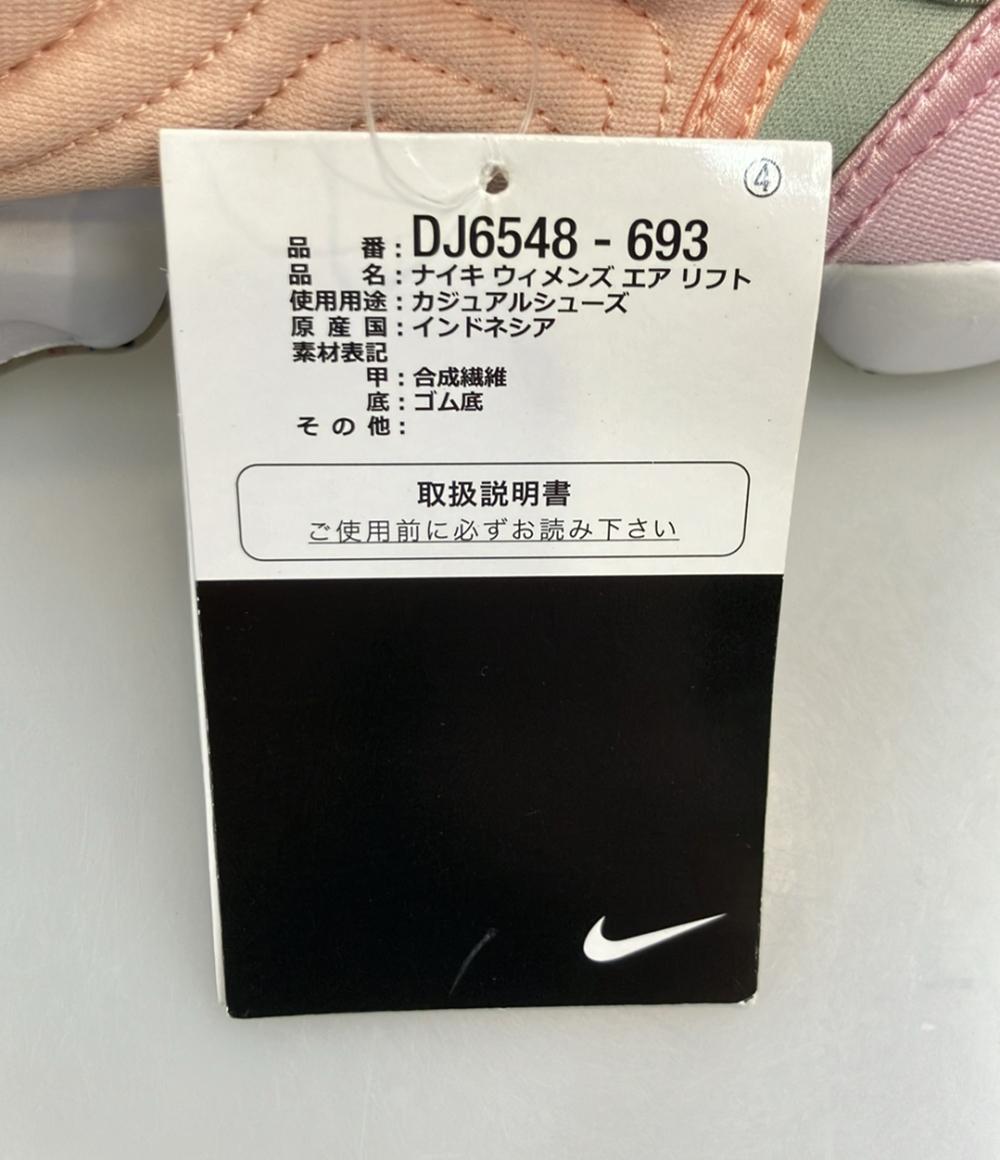 ④
品 番：DJ6548 - 693
品 名：ナイキ ウィメンズ エア リフト
使用用途：カジュアルシューズ
原 産 国：インドネシア
素材表記
甲：合成繊維
底：ゴム底
そ の 他：
取扱説明書
ご使用前に必ずお読み下さい